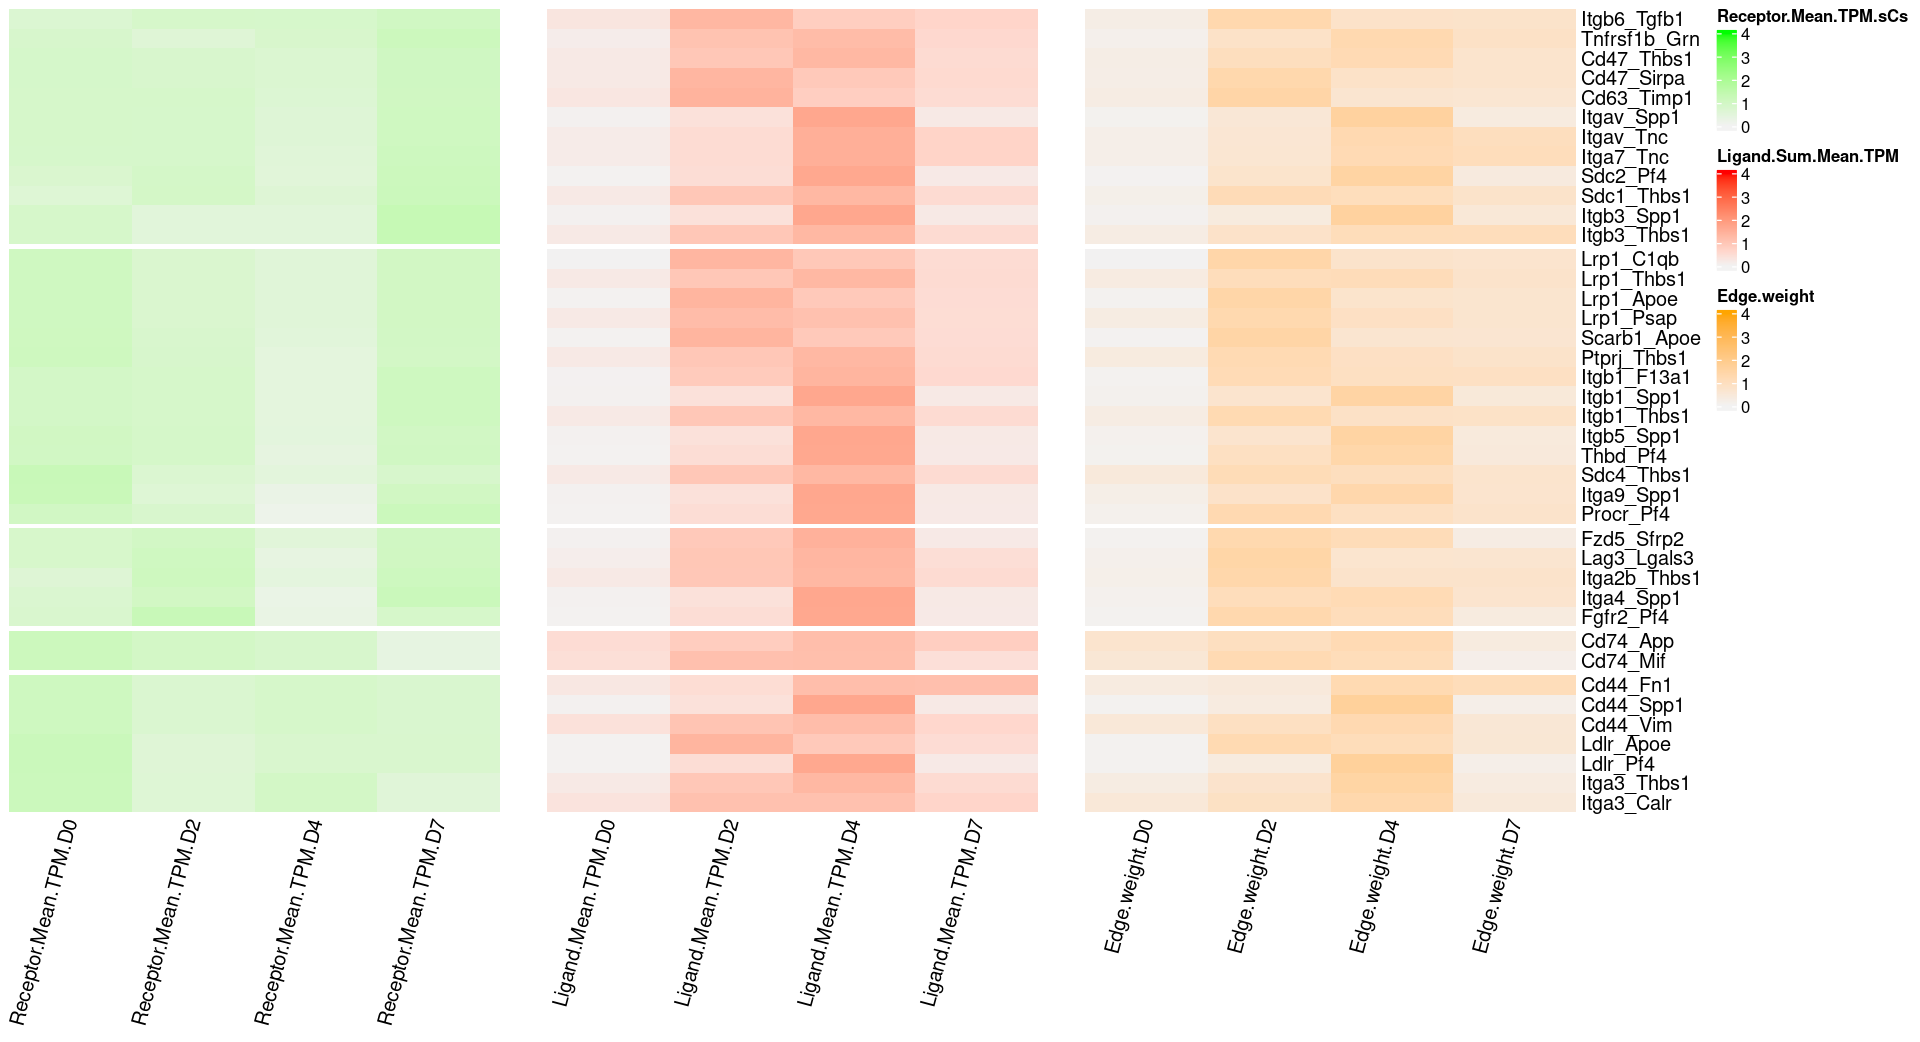 Itgb6_Tgfb1
Tnfrsf1b_Grn
Cd47_Thbs1
Cd47_Sirpa
Cd63_Timp1
Itgav_Spp1
Itgav_Tnc
Itga7_Tnc
Sdc2_Pf4
Sdc1_Thbs1
Itgb3_Spp1
Itgb3_Thbs1
Lrp1_C1qb
Lrp1_Thbs1
Lrp1_Apoe
Lrp1_Psap
Scarb1_Apoe
Ptprj_Thbs1
Itgb1_F13a1
Itgb1_Spp1
Itgb1_Thbs1
Itgb5_Spp1
Thbd_Pf4
Sdc4_Thbs1
Itga9_Spp1
Procr_Pf4
Fzd5_Sfrp2
Lag3_Lgals3
Itga2b_Thbs1
Itga4_Spp1
Fgfr2_Pf4
Cd74_App
Cd74_Mif
Cd44_Fn1
Cd44_Spp1
Cd44_Vim
Ldlr_Apoe
Ldlr_Pf4
Itga3_Thbs1
Itga3_Calr
Receptor.Mean.TPM.D0
Receptor.Mean.TPM.D2
Receptor.Mean.TPM.D4
Receptor.Mean.TPM.D7
Ligand.Mean.TPM.D0
Ligand.Mean.TPM.D2
Ligand.Mean.TPM.D4
Ligand.Mean.TPM.D7
Edge.weight.D0
Edge.weight.D2
Edge.weight.D4
Edge.weight.D7
Receptor.Mean.TPM.sCs
4
3
2
1
0
Ligand.Sum.Mean.TPM
4
3
2
1
0
Edge.weight
4
3
2
1
0